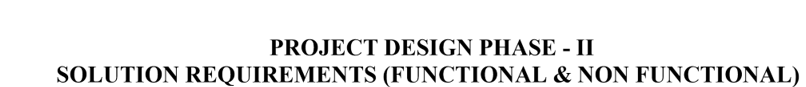 PROJECT DESIGN PHASE - II
SOLUTION REQUIREMENTS (FUNCTIONAL & NON FUNCTIONAL)